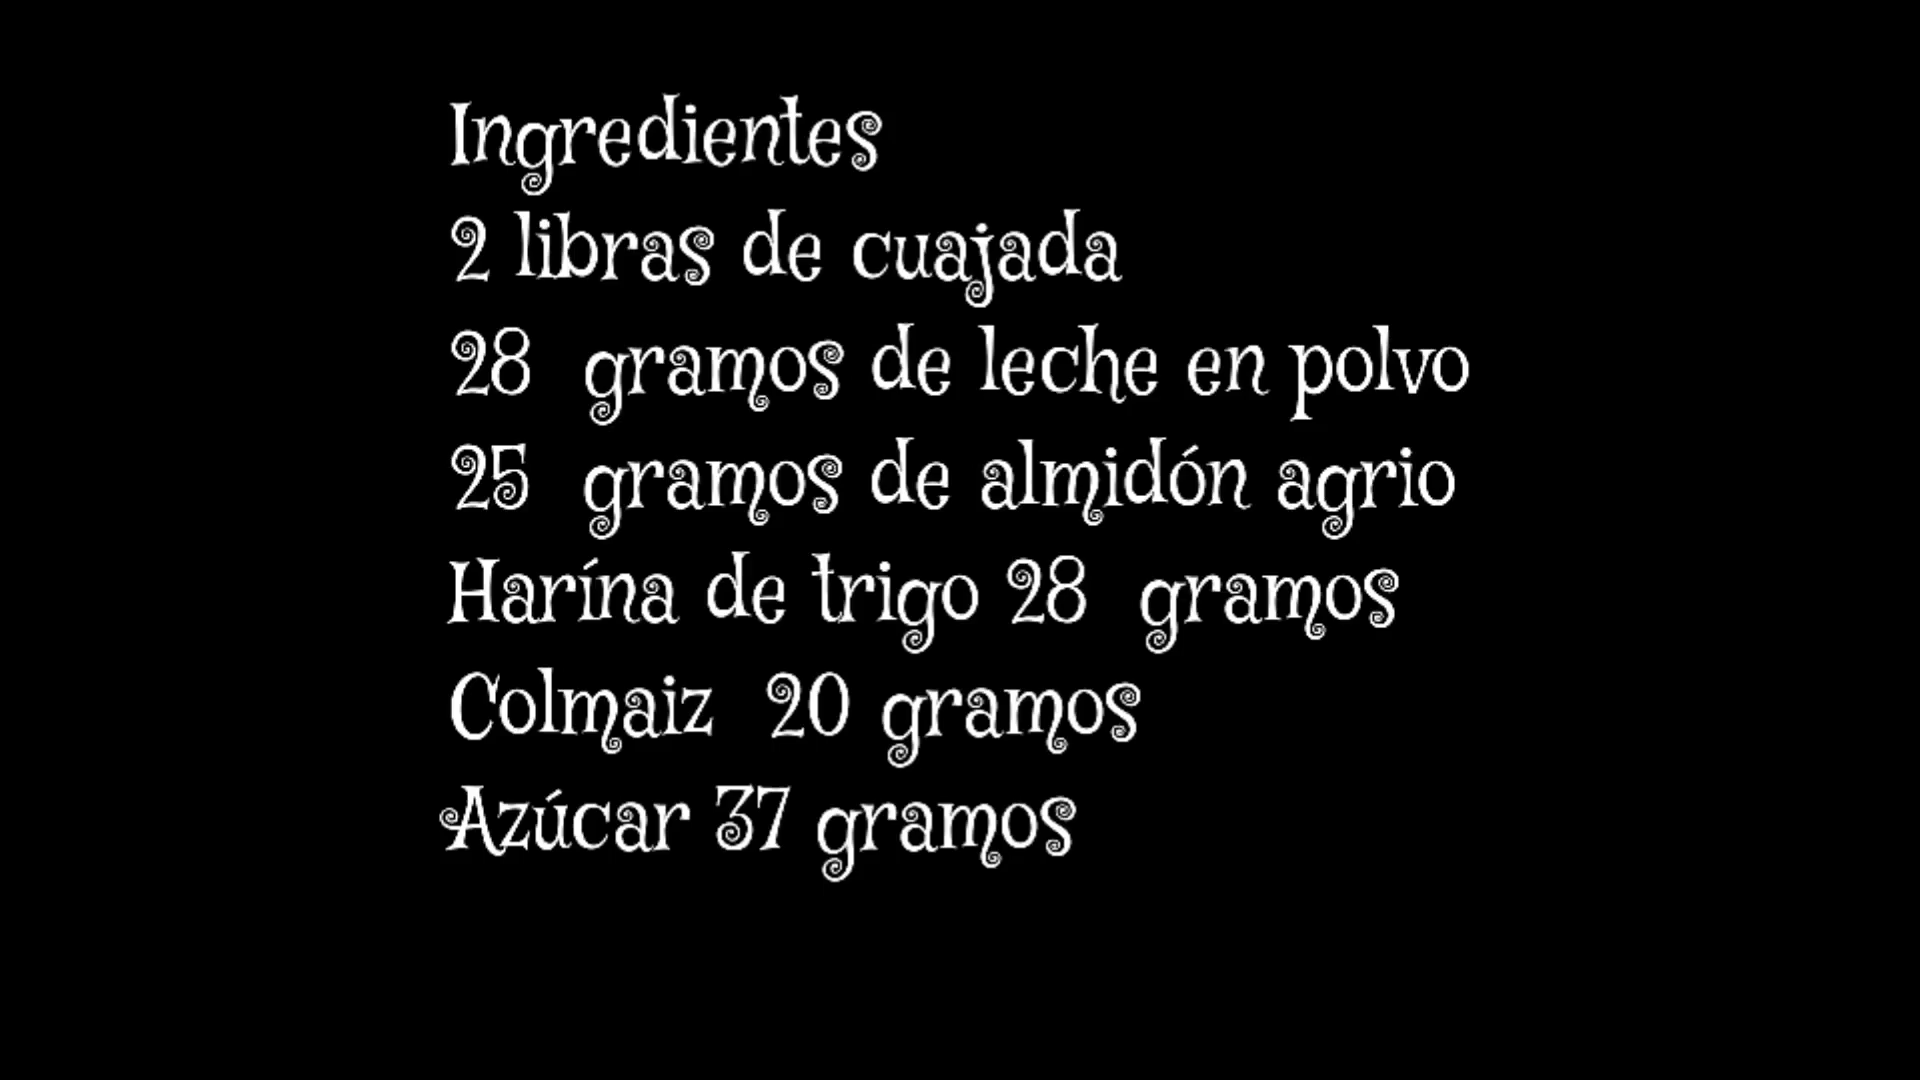 Ingredientes
2 libras de cuajada
28 gramos de leche en polvo
25 gramos de almidón agrio
Harína de trigo 28 gramos
Colmaiz 20 gramos
Azúcar 37 gramos